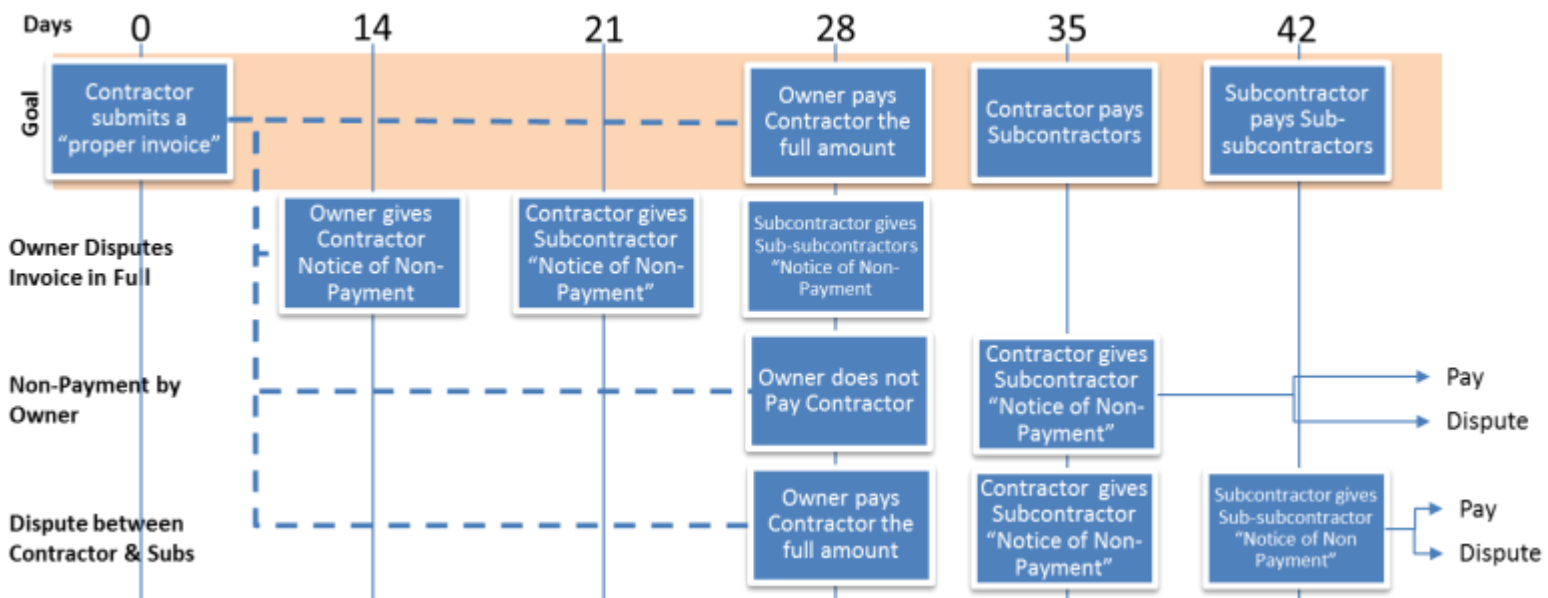 Days 0 14 21 28 35 42
Goal
Contractor
submits a
“proper invoice”
Owner pays
Contractor the
full amount
Contractor pays
Subcontractors
Subcontractor
pays Sub-
subcontractors
Owner Disputes
Invoice in Full
Owner gives
Contractor
Notice of Non-
Payment
Contractor gives
Subcontractor
“Notice of Non-
Payment”
Subcontractor gives
Sub-subcontractors
“Notice of Non-
Payment
Non-Payment by
Owner
Owner does not
Pay Contractor
Contractor gives
Subcontractor
“Notice of Non-
Payment”
Pay
Dispute
Dispute between
Contractor & Subs
Owner pays
Contractor the
full amount
Contractor gives
Subcontractor
“Notice of Non-
Payment”
Subcontractor gives
Sub-subcontractor
“Notice of Non
Payment”
Pay
Dispute